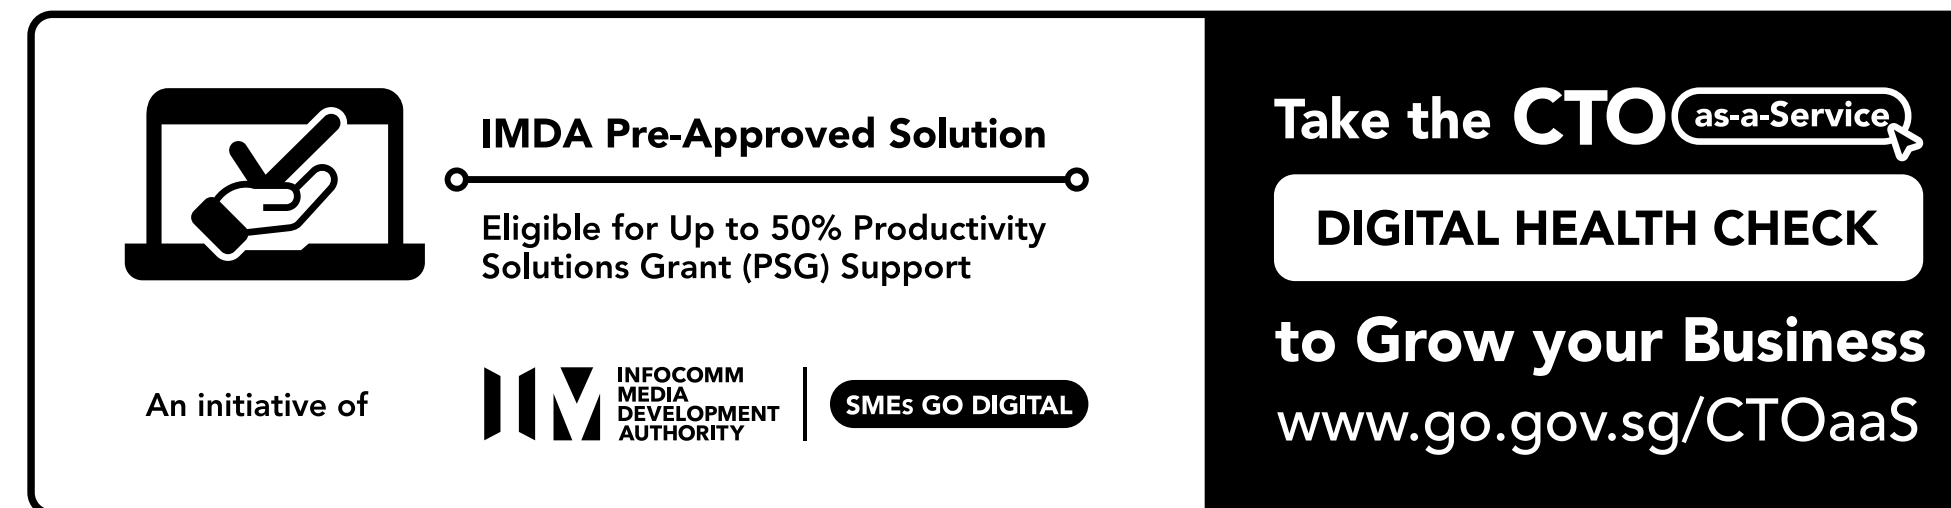 IMDA Pre-Approved Solution
Eligible for Up to 50% Productivity
Solutions Grant (PSG) Support
An initiative of
INFOCOMM
MEDIA
DEVELOPMENT
AUTHORITY
SMEs GO DIGITAL
Take the CTO as-a-Service
DIGITAL HEALTH CHECK
to Grow your Business
www.go.gov.sg/CTOaaS